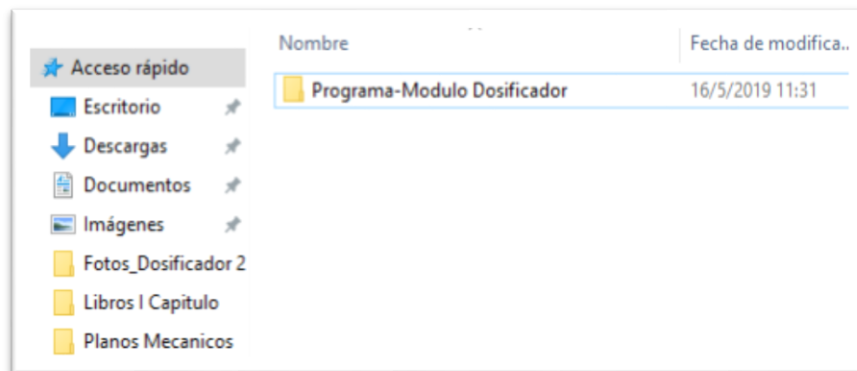 Nombre Fecha de modifica..
Acceso rápido
Programa-Modulo Dosificador 16/5/2019 11:31
Escritorio
Descargas
Documentos
Imágenes
Fotos_Dosificador 2
Libros I Capitulo
Planos Mecanicos